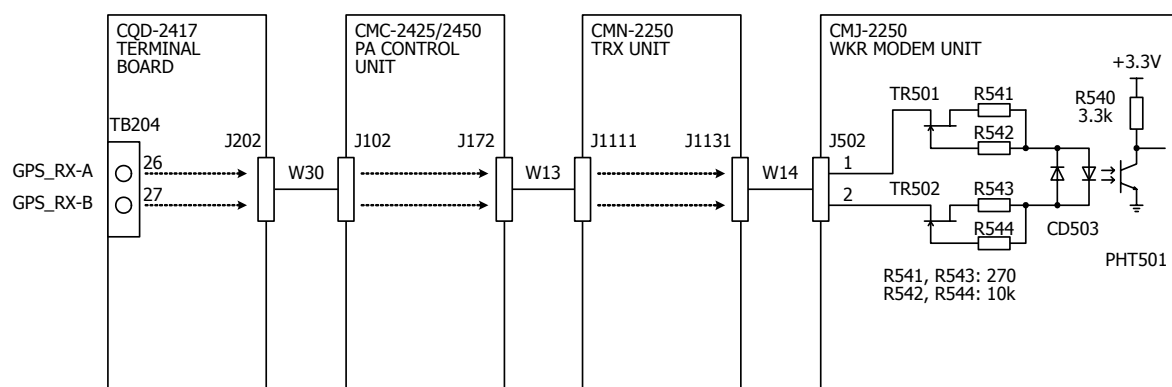 CQD-2417
TERMINAL
BOARD
CMC-2425/2450
PA CONTROL
UNIT
CMN-2250
TRX UNIT
CMJ-2250
WKR MODEM UNIT
+3.3V
TR501
R541
R540
3.3k
TB204
J202
J102
J172
J1111
J1131
J502
R542
GPS_RX-A
26
W30
W13
W14
1
GPS_RX-B
27
2
TR502
R543
R544
CD503
PHT501
R541, R543: 270
R542, R544: 10k